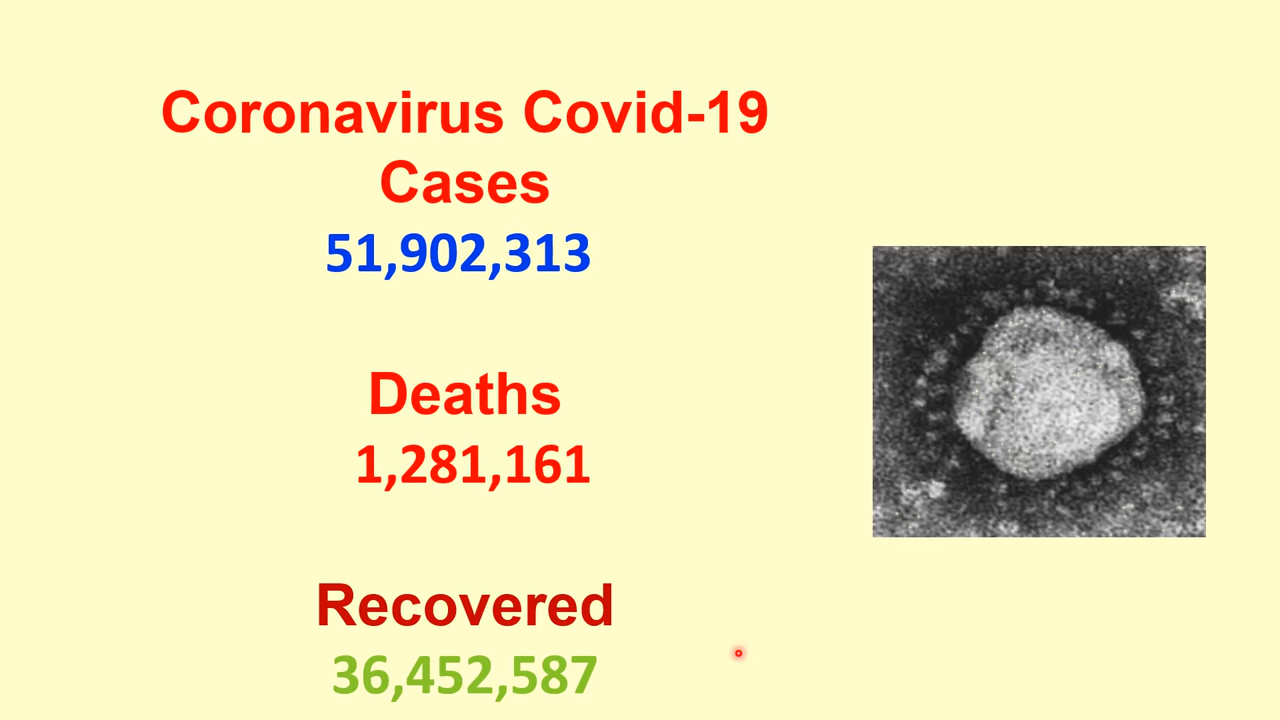 Coronavirus Covid-19
Cases
51,902,313
Deaths
1,281,161
Recovered
36,452,587